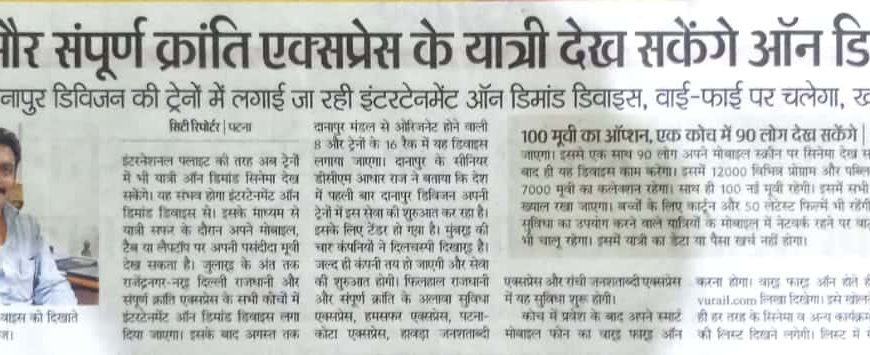 और संपूर्ण क्रांति एक्सप्रेस के यात्री देख सकेंगे ऑन डि
नापुर डिविजन की ट्रेनों में लगाई जा रही इंटरटेनमेंट ऑन डिमांड डिवाइस, वाई-फाई पर चलेगा, ख
सिटी रिपोर्टर | पटना
इंटरनेशनल फ्लाइट की तरह अब ट्रेनों
में भी यात्री ऑन डिमांड सिनेमा देख
सकेंगे। यह संभव होगा इंटरटेनमेंट ऑन
डिमांड डिवाइस से। इसके माध्यम से
यात्री सफर के दौरान अपने मोबाइल,
टैब या लैपटॉप पर अपनी पसंदीदा मूवी
देख सकता है। जुलाइ के अंत तक
राजेंद्रनगर-नइ दिल्ली राजधानी और
संपूर्ण क्रांति एक्सप्रेस के सभी कोचों में
इंटरटेनमेंट ऑन डिमांड डिवाइस लगा
दिया जाएगा। इसके बाद अगस्त तक
दानापुर मंडल से ओरिजनेट होने वाली
8 और ट्रेनों के 16 रैक में यह डिवाइस
लगाया जाएगा। दानापुर के सीनियर
डीसीएम आधार राज ने बताया कि देश
में पहली बार दानापुर डिविजन अपनी
ट्रेनों में इस सेवा की शुरुआत कर रहा है।
इसके लिए टेंडर हो गया है। मुंबइ की
चार कंपनियों ने दिलचस्पी दिखाइ है।
जल्द ही कंपनी तय हो जाएगी और सेवा
की शुरुआत होगी। फिलहाल राजधानी
और संपूर्ण क्रांति के अलावा सुविधा
एक्सप्रेस, हमसफर एक्सप्रेस, पटना-
कोटा एक्सप्रेस, हावड़ा जनशताब्दी
100 मूवी का ऑप्शन, एक कोच में 90 लोग देख सकेंगे |
जाएगा। इससे एक साथ 90 लोग अपने मोबाइल स्क्रीन पर सिनेमा देख स
बाद ही यह डिवाइस काम करेगा। इसमें 12000 विभिन्न प्रोग्राम और पब्लि
7000 मूवी का कलेक्शन रहेगा। साथ ही 100 नई मूवी रहेगी। इसमें सभी
ख्याल रखा जाएगा। बच्चों के लिए कार्टून और 50 लेटेस्ट फिल्में भी रहेंगी
सुविधा का उपयोग करने वाले यात्रियों के मोबाइल में नेटवर्क रहने पर बात
भी चालू रहेगा। इसमें यात्री का डेटा या पैसा खर्च नहीं होगा।
एक्सप्रेस और रांची जनशताब्दी एक्सप्रेस
में यह सुविधा शुरू होगी।
कोच में प्रवेश के बाद अपने स्मार्ट
मोबाइल फोन का वाइ फाइ ऑन
करना होगा। वाइ फाइ ऑन होते ही
vurail.com लिखा दिखेगा। इसे खोलते
ही हर तरह के सिनेमा व अन्य कार्यक्रम
की लिस्ट दिखने लगेगी। लिस्ट में
वाइस को दिखाते